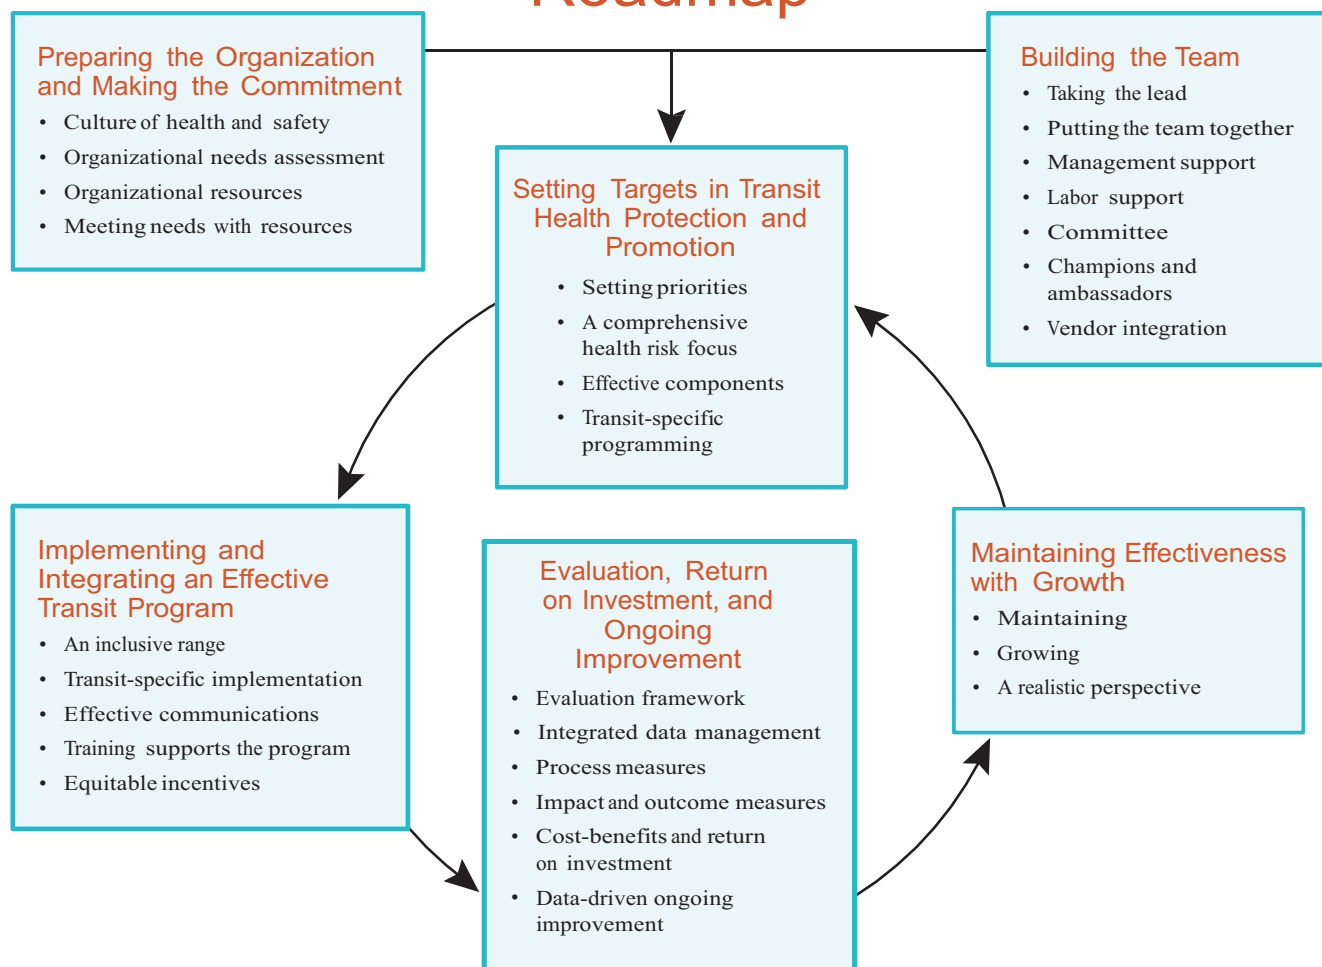 Roadmap
Preparing the Organization
and Making the Commitment
• Culture of health and safety
• Organizational needs assessment
• Organizational resources
• Meeting needs with resources
Building the Team
• Taking the lead
• Putting the team together
• Management support
• Labor support
• Committee
• Champions and
ambassadors
• Vendor integration
Setting Targets in Transit
Health Protection and
Promotion
• Setting priorities
• A comprehensive
health risk focus
• Effective components
• Transit-specific
programming
Implementing and
Integrating an Effective
Transit Program
• An inclusive range
• Transit-specific implementation
• Effective communications
• Training supports the program
• Equitable incentives
Evaluation, Return
on Investment, and
Ongoing
Improvement
• Evaluation framework
• Integrated data management
• Process measures
• Impact and outcome measures
• Cost-benefits and return
on investment
• Data-driven ongoing
improvement
Maintaining Effectiveness
with Growth
• Maintaining
• Growing
• A realistic perspective